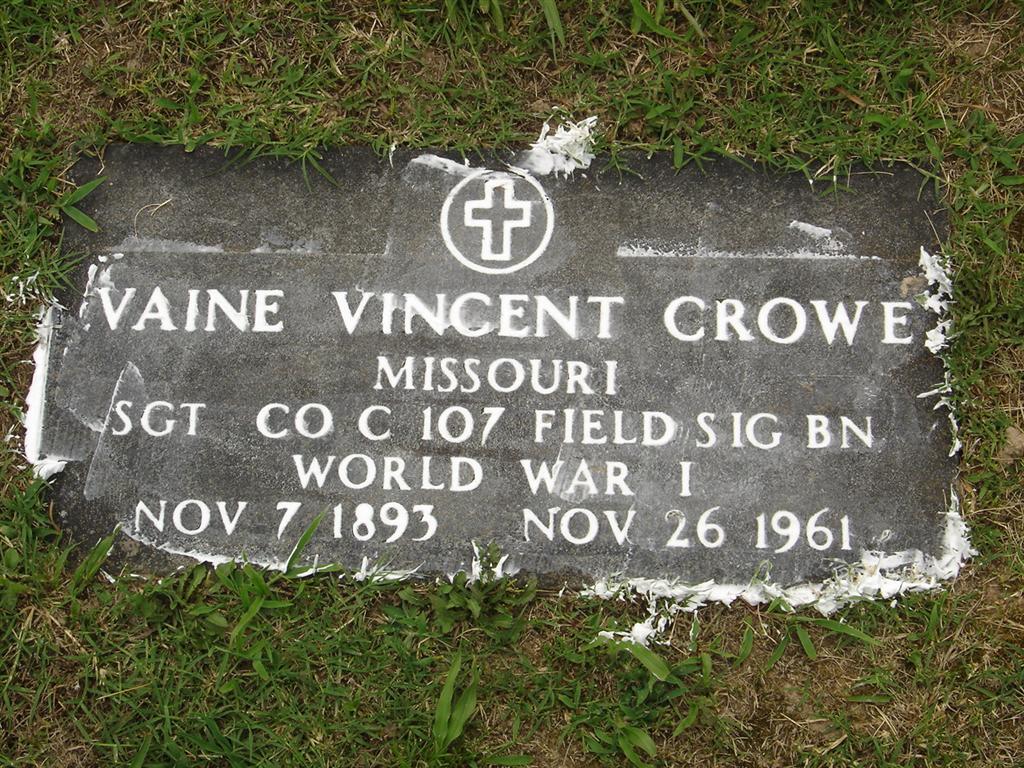 VAINE VINCENT CROWE
MISSOURI
SGT CO C 107 FIELD SIG BN
WORLD WAR I
NOV 7 1893 NOV 26 1961